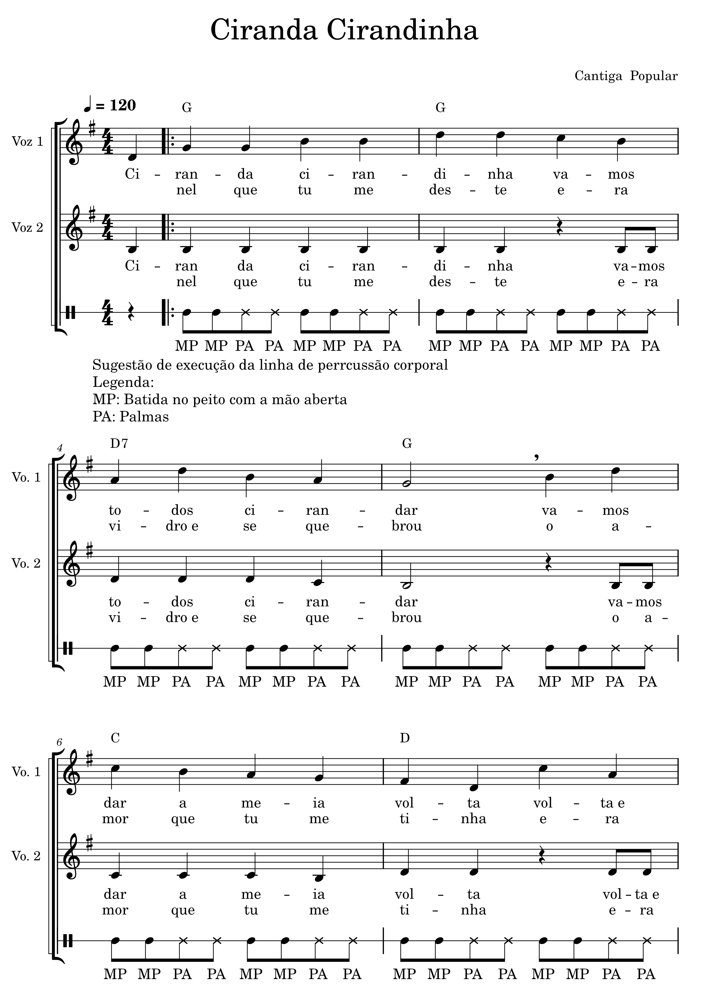 Ciranda Cirandinha
Cantiga Popular
♩ = 120
G G
Voz 1
4 4
Ci – ran – da ci – ran – di – nha va – mos
nel que tu me des – te e – ra
Voz 2
4 4
Ci – ran da ci – ran – di – nha va – mos
nel que tu me des – te e – ra
4 4
MP MP PA PA MP MP PA PA MP MP PA PA MP MP PA PA
Sugestão de execução da linha de perrcussão corporal
Legenda:
MP: Batida no peito com a mão aberta
PA: Palmas
D7 G
4
Vo. 1
to – dos ci – ran – dar va – mos
vi – dro e se que – brou o a –
Vo. 2
to – dos ci – ran – dar va – mos
vi – dro e se que – brou o a –
MP MP PA PA MP MP PA PA MP MP PA PA MP MP PA PA
C D
6
Vo. 1
dar a me – ia vol – ta vol – ta e
mor que tu me ti – nha e – ra
Vo. 2
dar a me – ia vol – ta vol – ta e
mor que tu me ti – nha e – ra
MP MP PA PA MP MP PA PA MP MP PA PA MP MP PA PA